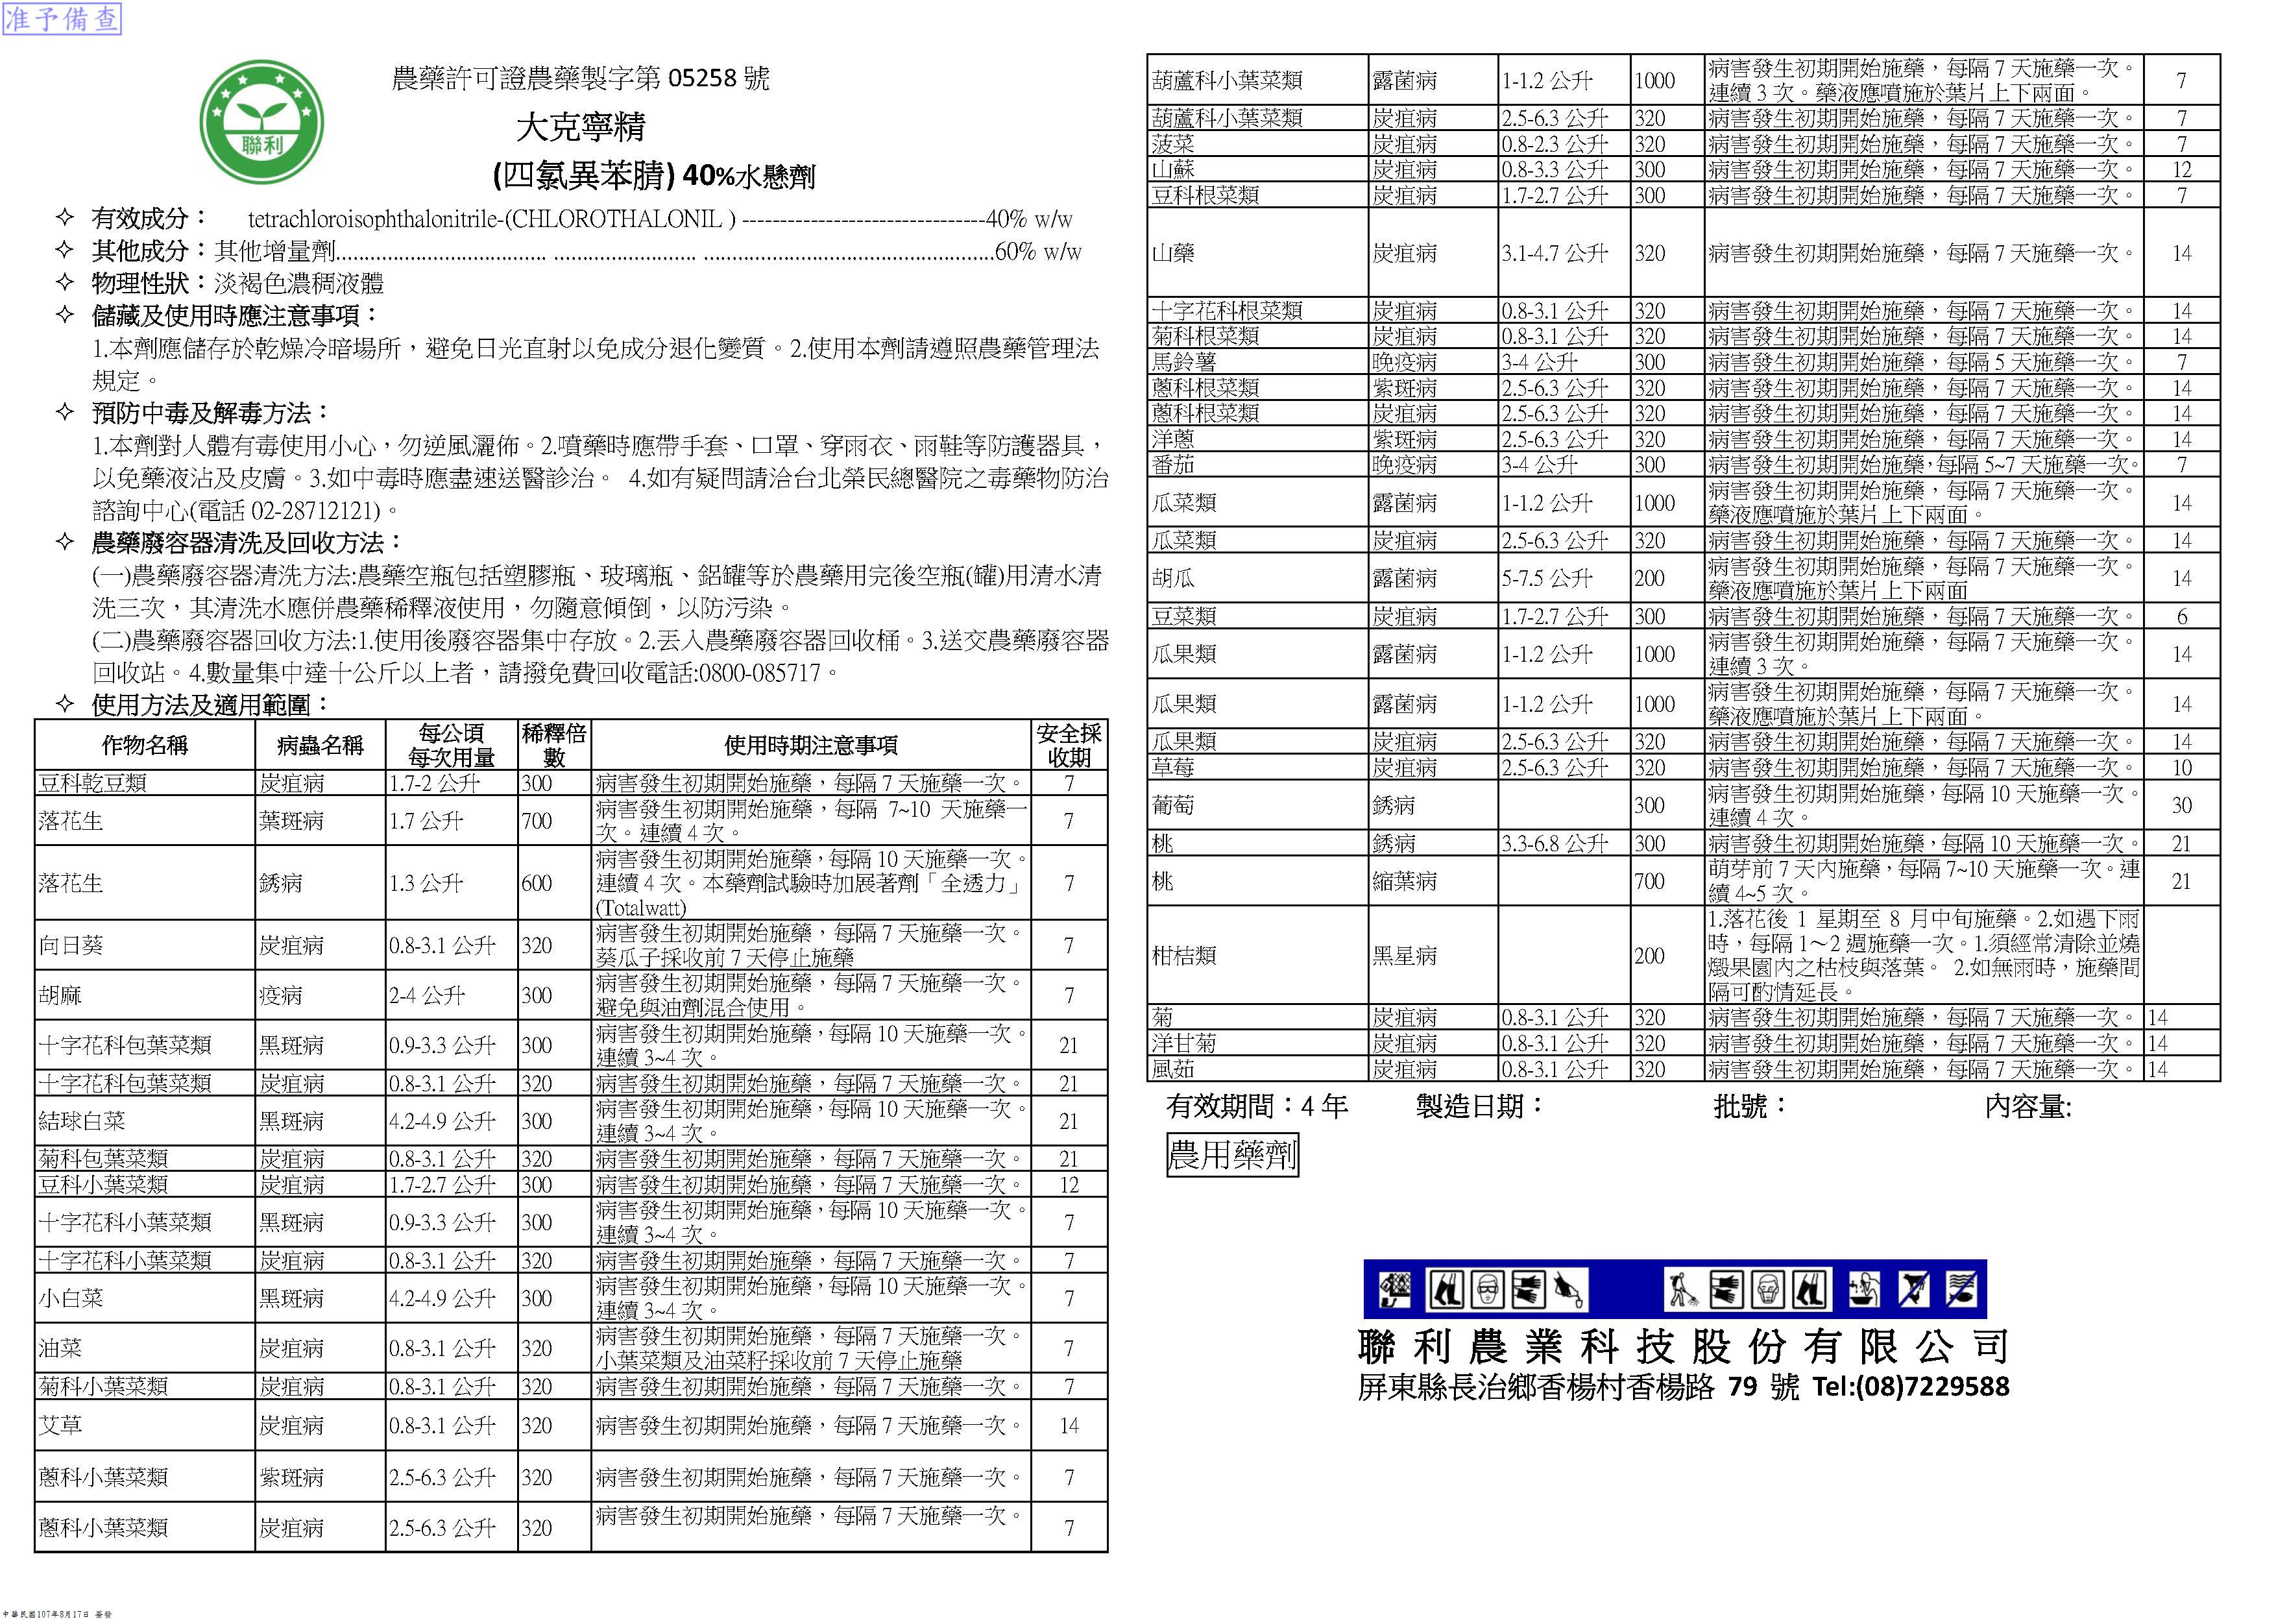 准予備查
聯利
農藥許可證農藥製字第 05258 號
大克寧精
(四氯異苯腈) 40%水懸劑
✧ 有效成分： tetrachloroisophthalonitrile-(CHLOROTHALONIL ) --------------------------------40% w/w
✧ 其他成分：其他增量劑................................. ......................... ...................................................60% w/w
✧ 物理性狀：淡褐色濃稠液體
✧ 儲藏及使用時應注意事項：
1.本劑應儲存於乾燥冷暗場所，避免日光直射以免成分退化變質。2.使用本劑請遵照農藥管理法
規定。
✧ 預防中毒及解毒方法：
1.本劑對人體有毒使用小心，勿逆風灑佈。2.噴藥時應帶手套、口罩、穿雨衣、雨鞋等防護器具，
以免藥液沾及皮膚。3.如中毒時應盡速送醫診治。 4.如有疑問請洽台北榮民總醫院之毒藥物防治
諮詢中心(電話 02-28712121)。
✧ 農藥廢容器清洗及回收方法：
(一)農藥廢容器清洗方法:農藥空瓶包括塑膠瓶、玻璃瓶、鋁罐等於農藥用完後空瓶(罐)用清水清
洗三次，其清洗水應併農藥稀釋液使用，勿隨意傾倒，以防污染。
(二)農藥廢容器回收方法:1.使用後廢容器集中存放。2.丟入農藥廢容器回收桶。3.送交農藥廢容器
回收站。4.數量集中達十公斤以上者，請撥免費回收電話:0800-085717。
✧ 使用方法及適用範圍：
作物名稱 病蟲名稱 每公頃 稀釋倍 使用時期注意事項 安全採
每次用量 數 收期
豆科乾豆類 炭疽病 1.7-2 公升 300 病害發生初期開始施藥，每隔 7 天施藥一次。 7
落花生 葉斑病 1.7 公升 700 病害發生初期開始施藥，每隔 7~10 天施藥一 7
次。連續 4 次。
落花生 銹病 1.3 公升 600 病害發生初期開始施藥，每隔 10 天施藥一次。 7
連續 4 次。本藥劑試驗時加展著劑「全透力」
(Totalwatt)
向日葵 炭疽病 0.8-3.1 公升 320 病害發生初期開始施藥，每隔 7 天施藥一次。 7
葵瓜子採收前 7 天停止施藥
胡麻 疫病 2-4 公升 300 病害發生初期開始施藥，每隔 7 天施藥一次。 7
避免與油劑混合使用。
十字花科包葉菜類 黑斑病 0.9-3.3 公升 300 病害發生初期開始施藥，每隔 10 天施藥一次。 21
連續 3~4 次。
十字花科包葉菜類 炭疽病 0.8-3.1 公升 320 病害發生初期開始施藥，每隔 7 天施藥一次。 21
結球白菜 黑斑病 4.2-4.9 公升 300 病害發生初期開始施藥，每隔 10 天施藥一次。 21
連續 3~4 次。
菊科包葉菜類 炭疽病 0.8-3.1 公升 320 病害發生初期開始施藥，每隔 7 天施藥一次。 21
豆科小葉菜類 炭疽病 1.7-2.7 公升 300 病害發生初期開始施藥，每隔 7 天施藥一次。 12
十字花科小葉菜類 黑斑病 0.9-3.3 公升 300 病害發生初期開始施藥，每隔 10 天施藥一次。 7
連續 3~4 次。
十字花科小葉菜類 炭疽病 0.8-3.1 公升 320 病害發生初期開始施藥，每隔 7 天施藥一次。 7
小白菜 黑斑病 4.2-4.9 公升 300 病害發生初期開始施藥，每隔 10 天施藥一次。 7
連續 3~4 次。
油菜 炭疽病 0.8-3.1 公升 320 病害發生初期開始施藥，每隔 7 天施藥一次。 7
小葉菜類及油菜籽採收前 7 天停止施藥
菊科小葉菜類 炭疽病 0.8-3.1 公升 320 病害發生初期開始施藥，每隔 7 天施藥一次。 7
艾草 炭疽病 0.8-3.1 公升 320 病害發生初期開始施藥，每隔 7 天施藥一次。 14
蔥科小葉菜類 紫斑病 2.5-6.3 公升 320 病害發生初期開始施藥，每隔 7 天施藥一次。 7
蔥科小葉菜類 炭疽病 2.5-6.3 公升 320 病害發生初期開始施藥，每隔 7 天施藥一次。 7
葫蘆科小葉菜類 露菌病 1-1.2 公升 1000 病害發生初期開始施藥，每隔 7 天施藥一次。 7
連續 3 次。藥液應噴施於葉片上下兩面。
葫蘆科小葉菜類 炭疽病 2.5-6.3 公升 320 病害發生初期開始施藥，每隔 7 天施藥一次。 7
菠菜 炭疽病 0.8-2.3 公升 320 病害發生初期開始施藥，每隔 7 天施藥一次。 7
山蘇 炭疽病 0.8-3.3 公升 300 病害發生初期開始施藥，每隔 7 天施藥一次。 12
豆科根菜類 炭疽病 1.7-2.7 公升 300 病害發生初期開始施藥，每隔 7 天施藥一次。 7
山藥 炭疽病 3.1-4.7 公升 320 病害發生初期開始施藥，每隔 7 天施藥一次。 14
十字花科根菜類 炭疽病 0.8-3.1 公升 320 病害發生初期開始施藥，每隔 7 天施藥一次。 14
菊科根菜類 炭疽病 0.8-3.1 公升 320 病害發生初期開始施藥，每隔 7 天施藥一次。 14
馬鈴薯 晚疫病 3-4 公升 300 病害發生初期開始施藥，每隔 5 天施藥一次。 7
蔥科根菜類 紫斑病 2.5-6.3 公升 320 病害發生初期開始施藥，每隔 7 天施藥一次。 14
蔥科根菜類 炭疽病 2.5-6.3 公升 320 病害發生初期開始施藥，每隔 7 天施藥一次。 14
洋蔥 紫斑病 2.5-6.3 公升 320 病害發生初期開始施藥，每隔 7 天施藥一次。 14
番茄 晚疫病 3-4 公升 300 病害發生初期開始施藥，每隔 5~7 天施藥一次。 7
瓜菜類 露菌病 1-1.2 公升 1000 病害發生初期開始施藥，每隔 7 天施藥一次。 14
藥液應噴施於葉片上下兩面。
瓜菜類 炭疽病 2.5-6.3 公升 320 病害發生初期開始施藥，每隔 7 天施藥一次。 14
胡瓜 露菌病 5-7.5 公升 200 病害發生初期開始施藥，每隔 7 天施藥一次。 14
藥液應噴施於葉片上下兩面
豆菜類 炭疽病 1.7-2.7 公升 300 病害發生初期開始施藥，每隔 7 天施藥一次。 6
瓜果類 露菌病 1-1.2 公升 1000 病害發生初期開始施藥，每隔 7 天施藥一次。 14
連續 3 次。
瓜果類 露菌病 1-1.2 公升 1000 病害發生初期開始施藥，每隔 7 天施藥一次。 14
藥液應噴施於葉片上下兩面。
瓜果類 炭疽病 2.5-6.3 公升 320 病害發生初期開始施藥，每隔 7 天施藥一次。 14
草莓 炭疽病 2.5-6.3 公升 320 病害發生初期開始施藥，每隔 7 天施藥一次。 10
葡萄 銹病 300 病害發生初期開始施藥，每隔 10 天施藥一次。 30
連續 4 次。
桃 銹病 3.3-6.8 公升 300 病害發生初期開始施藥，每隔 10 天施藥一次。 21
桃 縮葉病 700 萌芽前 7 天內施藥，每隔 7~10 天施藥一次。連 21
續 4~5 次。
柑桔類 黑星病 200 1.落花後 1 星期至 8 月中旬施藥。2.如遇下雨
時，每隔 1～2 週施藥一次。1.須經常清除並燒
燬果園內之枯枝與落葉。 2.如無雨時，施藥間
隔可酌情延長。
菊 炭疽病 0.8-3.1 公升 320 病害發生初期開始施藥，每隔 7 天施藥一次。 14
洋甘菊 炭疽病 0.8-3.1 公升 320 病害發生初期開始施藥，每隔 7 天施藥一次。 14
風茹 炭疽病 0.8-3.1 公升 320 病害發生初期開始施藥，每隔 7 天施藥一次。 14
有效期間：4 年 製造日期： 批號： 內容量:
農用藥劑
聯利農業科技股份有限公司
屏東縣長治鄉香楊村香楊路 79 號 Tel:(08)7229588
中華民國107年8月17日 簽發